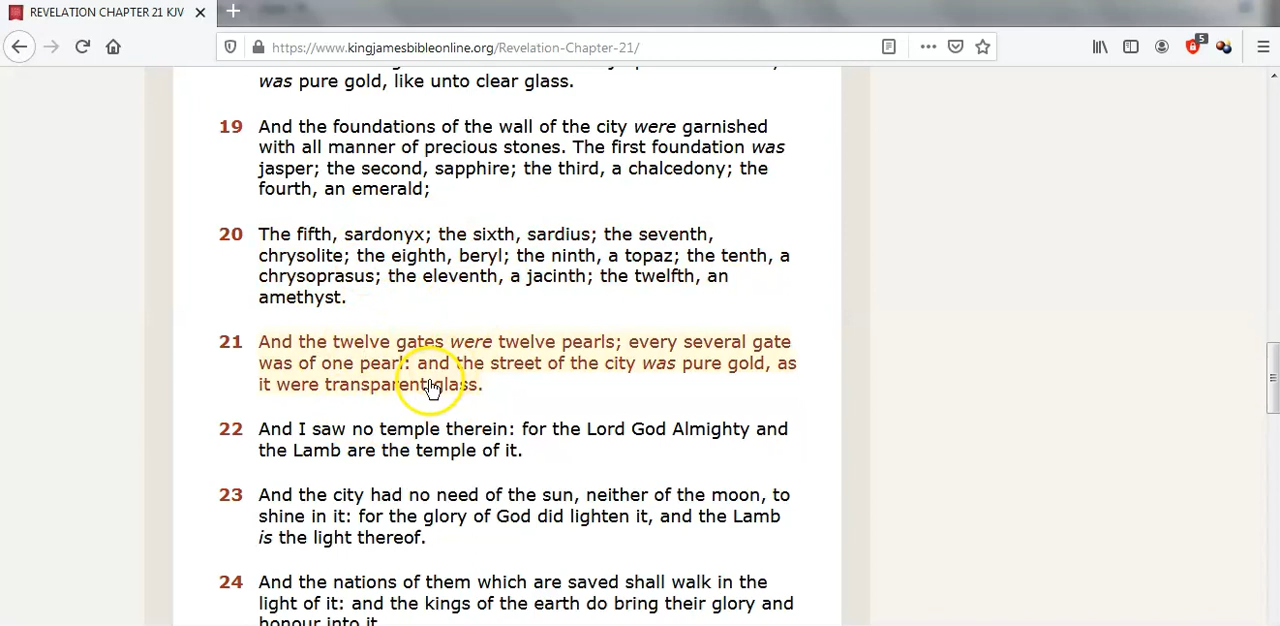 REVELATION CHAPTER 21 KJV
https://www.kingjamesbibleonline.org/Revelation-Chapter-21/
5
was pure gold, like unto clear glass.
19 And the foundations of the wall of the city were garnished
with all manner of precious stones. The first foundation was
jasper; the second, sapphire; the third, a chalcedony; the
fourth, an emerald;
20 The fifth, sardonyx; the sixth, sardius; the seventh,
chrysolite; the eighth, beryl; the ninth, a topaz; the tenth, a
chrysoprasus; the eleventh, a jacinth; the twelfth, an
amethyst.
21 And the twelve gates were twelve pearls; every several gate
was of one pearl: and the street of the city was pure gold, as
it were transparent glass.
22 And I saw no temple therein: for the Lord God Almighty and
the Lamb are the temple of it.
23 And the city had no need of the sun, neither of the moon, to
shine in it: for the glory of God did lighten it, and the Lamb
is the light thereof.
24 And the nations of them which are saved shall walk in the
light of it: and the kings of the earth do bring their glory and
honour into it.